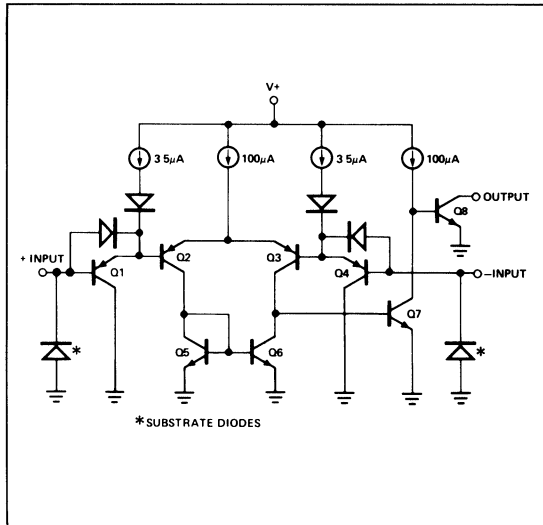 V+
3 5µA
100µA
3 5µA
100µA
OUTPUT
Q8
+ INPUT
Q1
Q2
Q3
Q4
−INPUT
Q7
Q5
Q6
*
*
*SUBSTRATE DIODES